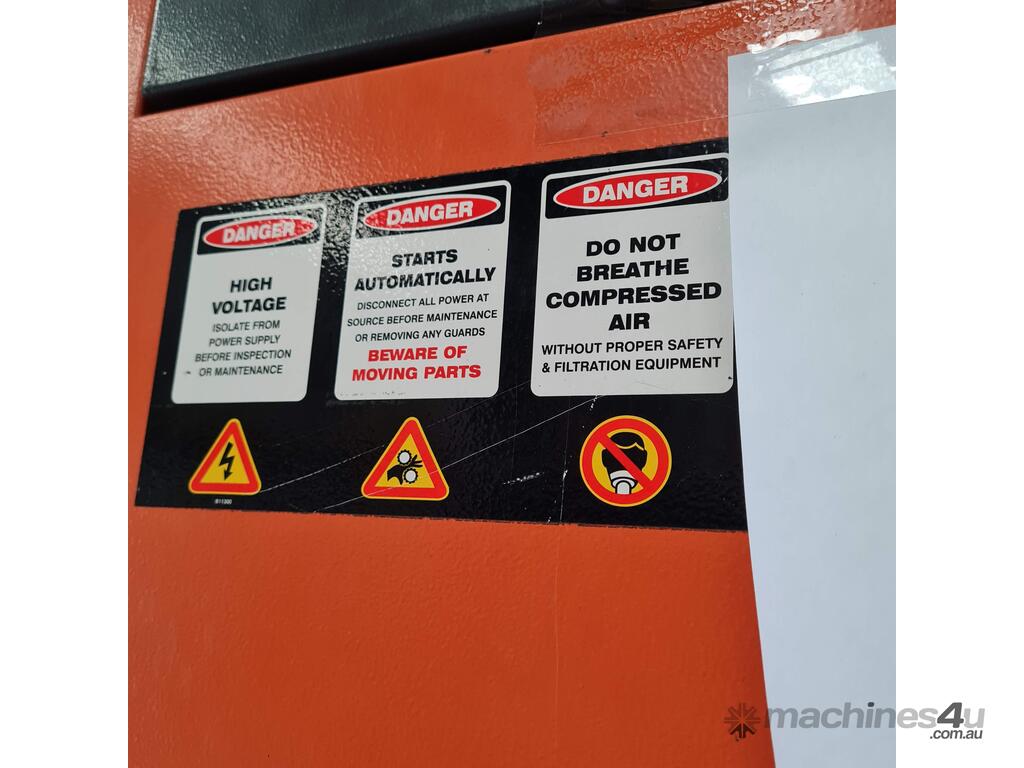 DANGER
HIGH
VOLTAGE
ISOLATE FROM
POWER SUPPLY
BEFORE INSPECTION
OR MAINTENANCE
DANGER
STARTS
AUTOMATICALLY
DISCONNECT ALL POWER AT
SOURCE BEFORE MAINTENANCE
OR REMOVING ANY GUARDS
BEWARE OF
MOVING PARTS
DANGER
DO NOT
BREATHE
COMPRESSED
AIR
WITHOUT PROPER SAFETY
& FILTRATION EQUIPMENT
machines4u
.com.au